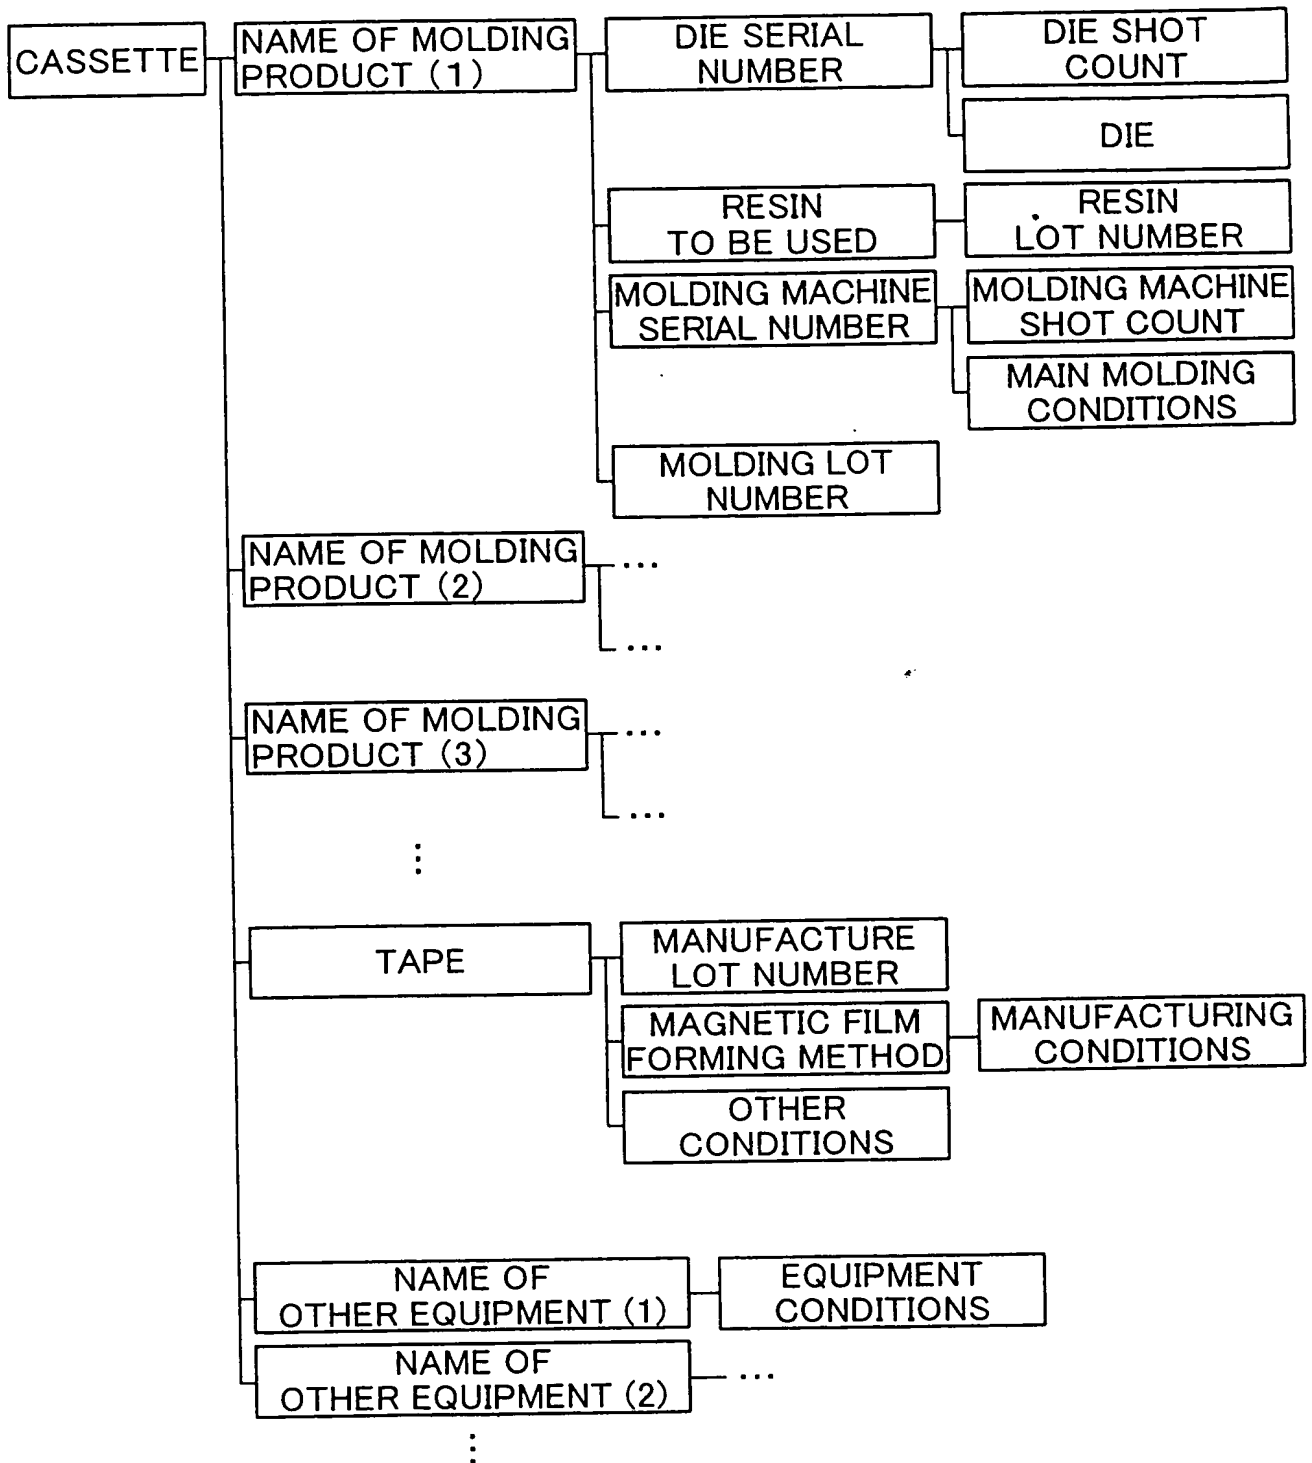 CASSETTE
NAME OF MOLDING
PRODUCT (1)
DIE SERIAL
NUMBER
DIE SHOT
COUNT
DIE
RESIN
TO BE USED
RESIN
LOT NUMBER
MOLDING MACHINE
SERIAL NUMBER
MOLDING MACHINE
SHOT COUNT
MAIN MOLDING
CONDITIONS
MOLDING LOT
NUMBER
NAME OF MOLDING
PRODUCT (2)
...
...
NAME OF MOLDING
PRODUCT (3)
...
...
⋮
TAPE
MANUFACTURE
LOT NUMBER
MAGNETIC FILM
FORMING METHOD
MANUFACTURING
CONDITIONS
OTHER
CONDITIONS
NAME OF
OTHER EQUIPMENT (1)
EQUIPMENT
CONDITIONS
NAME OF
OTHER EQUIPMENT (2)
...
⋮